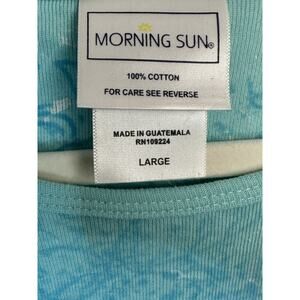 MORNING SUN®
100% COTTON
FOR CARE SEE REVERSE
MADE IN GUATEMALA
RN109224
LARGE